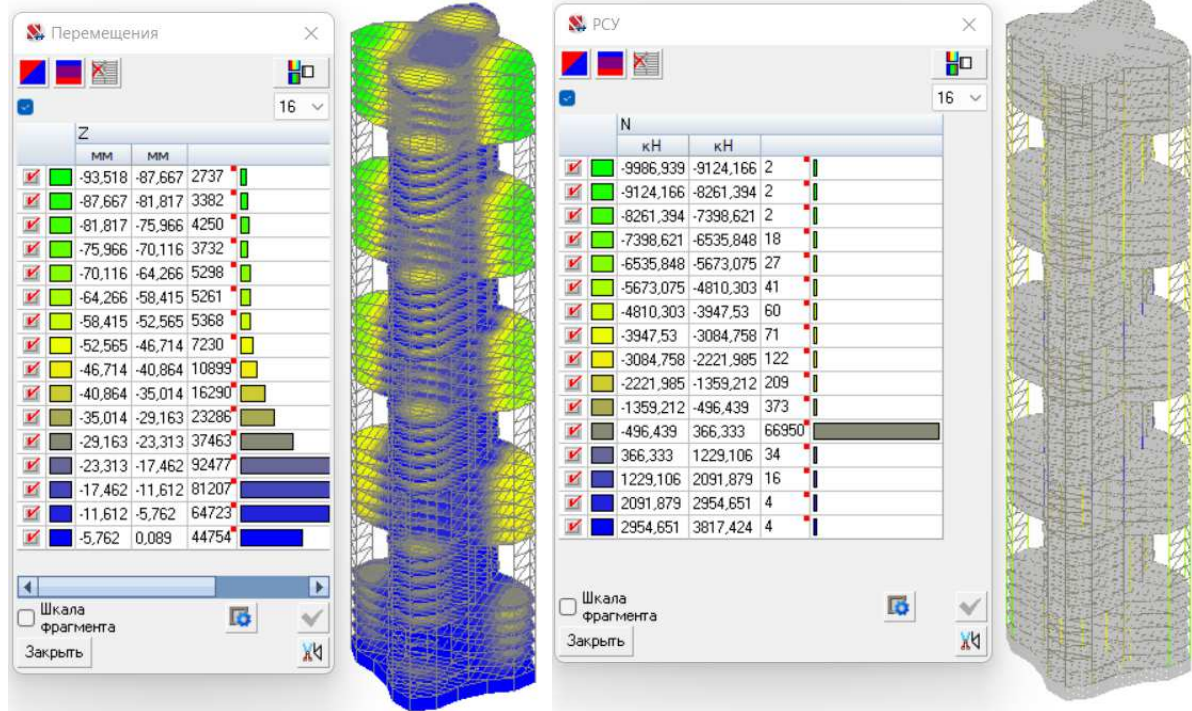 Перемещения
16
Z
мм мм
-93,518 -87,667 2737
-87,667 -81,817 3382
-81,817 -75,966 4250
-75,966 -70,116 3732
-70,116 -64,266 5298
-64,266 -58,415 5261
-58,415 -52,565 5368
-52,565 -46,714 7230
-46,714 -40,864 10899
-40,864 -35,014 16290
-35,014 -29,163 23286
-29,163 -23,313 37463
-23,313 -17,462 92477
-17,462 -11,612 81207
-11,612 -5,762 64723
-5,762 0,089 44754
Шкала
фрагмента
Закрыть
РСУ
16
N
кН кН
-9986,939 -9124,166 2
-9124,166 -8261,394 2
-8261,394 -7398,621 2
-7398,621 -6535,848 18
-6535,848 -5673,075 27
-5673,075 -4810,303 41
-4810,303 -3947,53 60
-3947,53 -3084,758 71
-3084,758 -2221,985 122
-2221,985 -1359,212 209
-1359,212 -496,439 373
-496,439 366,333 66950
366,333 1229,106 34
1229,106 2091,879 16
2091,879 2954,651 4
2954,651 3817,424 4
Шкала
фрагмента
Закрыть